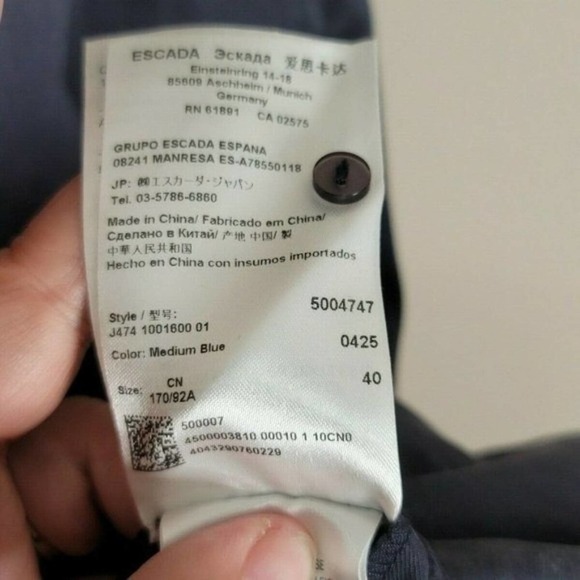 ESCADA Эскада 爱思卡达
Einsteinring 14-18
85609 Aschheim / Munich
Germany
RN 61891 CA 02575
GRUPO ESCADA ESPANA
08241 MANRESA ES-A78550118
JP: ㈱エスカーダ・ジャパン
Tel. 03-5786-6860
Made in China/ Fabricado em China/
Сделано в Китай/ 产地 中国/ 製
中華人民共和国
Hecho en China con insumos importados
Style / 型号: 5004747
J474 1001600 01
Color: Medium Blue 0425
Size: CN 170/92A 40
500007
4500003810 00010 1 10CN0
4043290760229